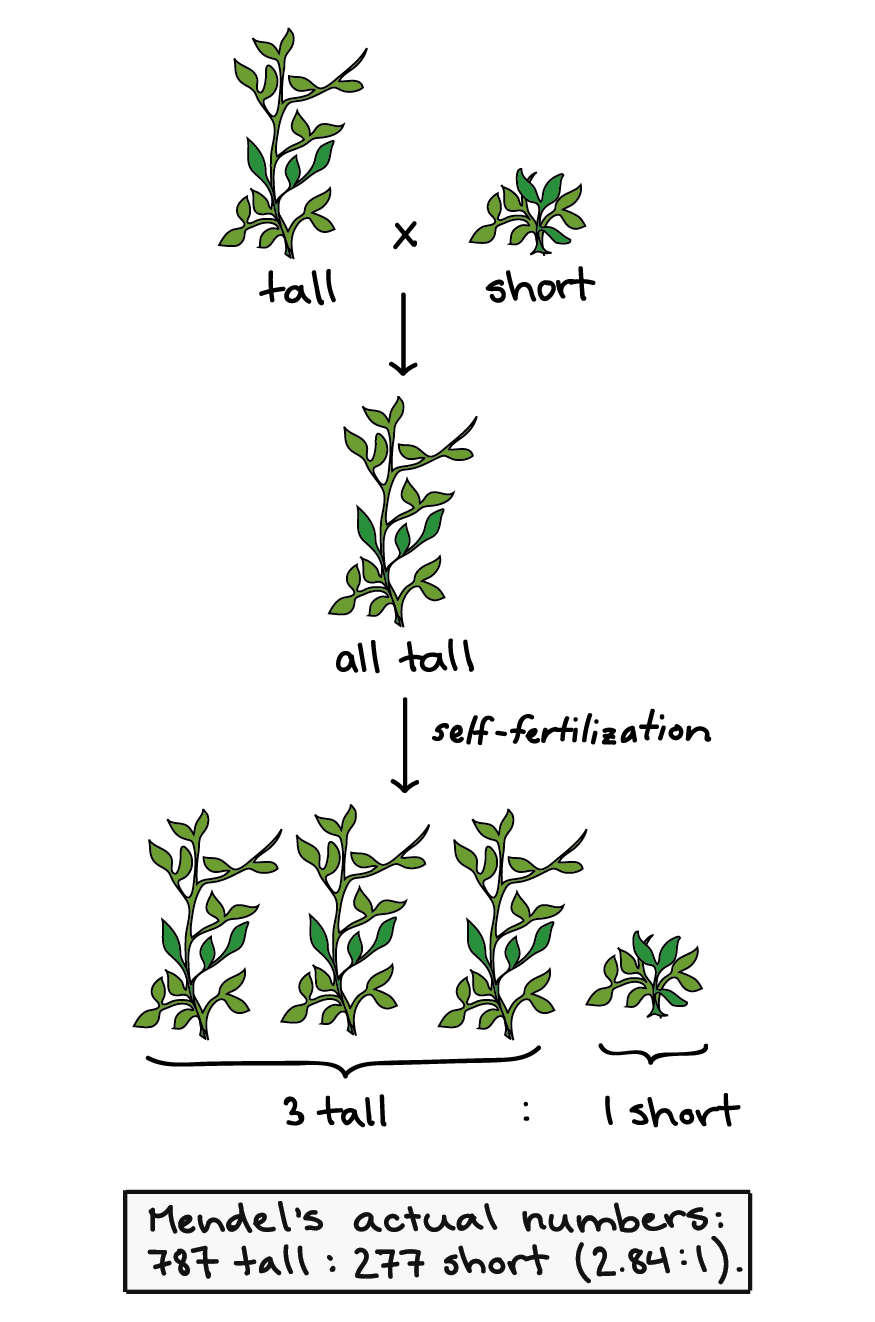 tall x short
all tall
self-fertilization
3 tall : 1 short
Mendel's actual numbers:
787 tall : 277 short (2.84:1).